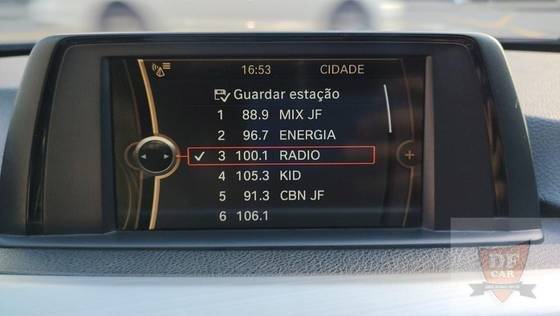 16:53 CIDADE
Guardar estação
1 88.9 MIX JF
2 96.7 ENERGIA
3 100.1 RADIO
4 105.3 KID
5 91.3 CBN JF
6 106.1
DF
CAR